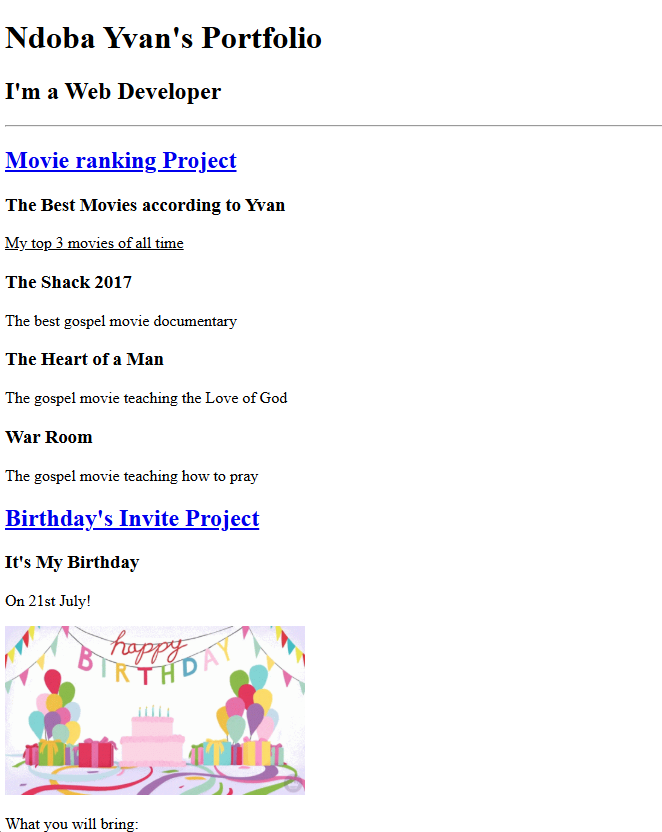 Ndoba Yvan's Portfolio
I'm a Web Developer
Movie ranking Project
The Best Movies according to Yvan
My top 3 movies of all time
The Shack 2017
The best gospel movie documentary
The Heart of a Man
The gospel movie teaching the Love of God
War Room
The gospel movie teaching how to pray
Birthday's Invite Project
It's My Birthday
On 21st July!
happy
BIRTHDAY
What you will bring: